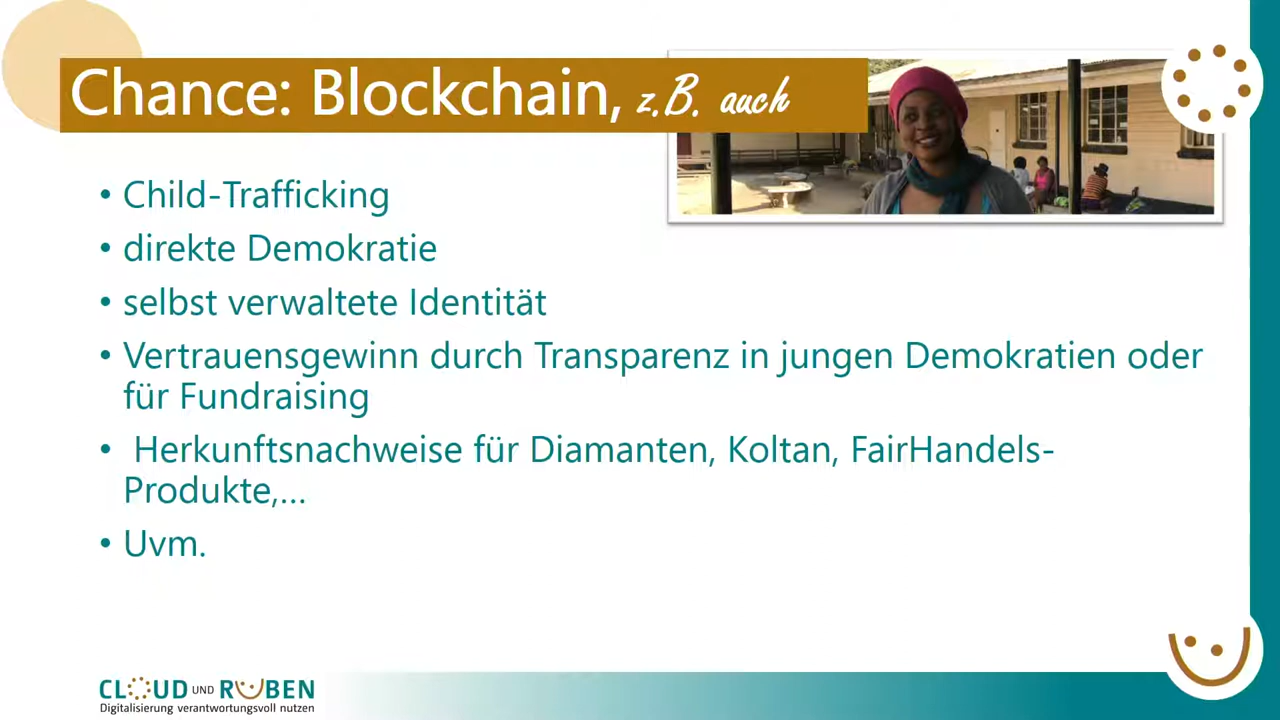 Chance: Blockchain, z.B. auch
• Child-Trafficking
• direkte Demokratie
• selbst verwaltete Identität
• Vertrauensgewinn durch Transparenz in jungen Demokratien oder
für Fundraising
• Herkunftsnachweise für Diamanten, Koltan, FairHandels-
Produkte,...
• Uvm.
CLOUD UND RUBEN
Digitalisierung verantwortungsvoll nutzen